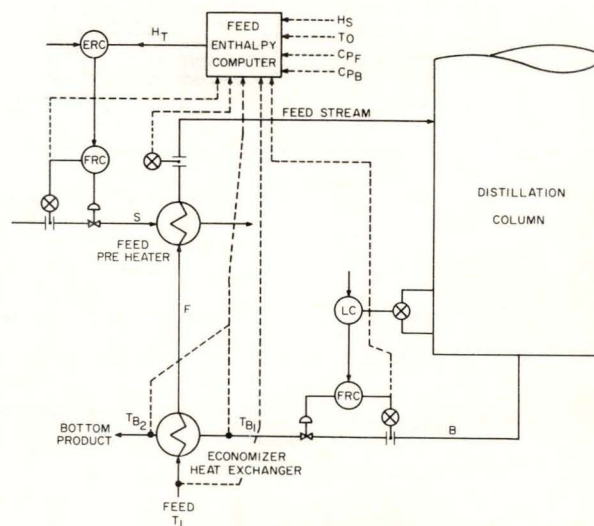 H_T
ERC
FEED
ENTHALPY
COMPUTER
H_S
T_O
C_PF
C_PB
FEED STREAM
FRC
S
FEED
PRE HEATER
DISTILLATION
COLUMN
F
LC
FRC
T_B2
T_B1
BOTTOM
PRODUCT
ECONOMIZER
HEAT EXCHANGER
B
FEED
T_I